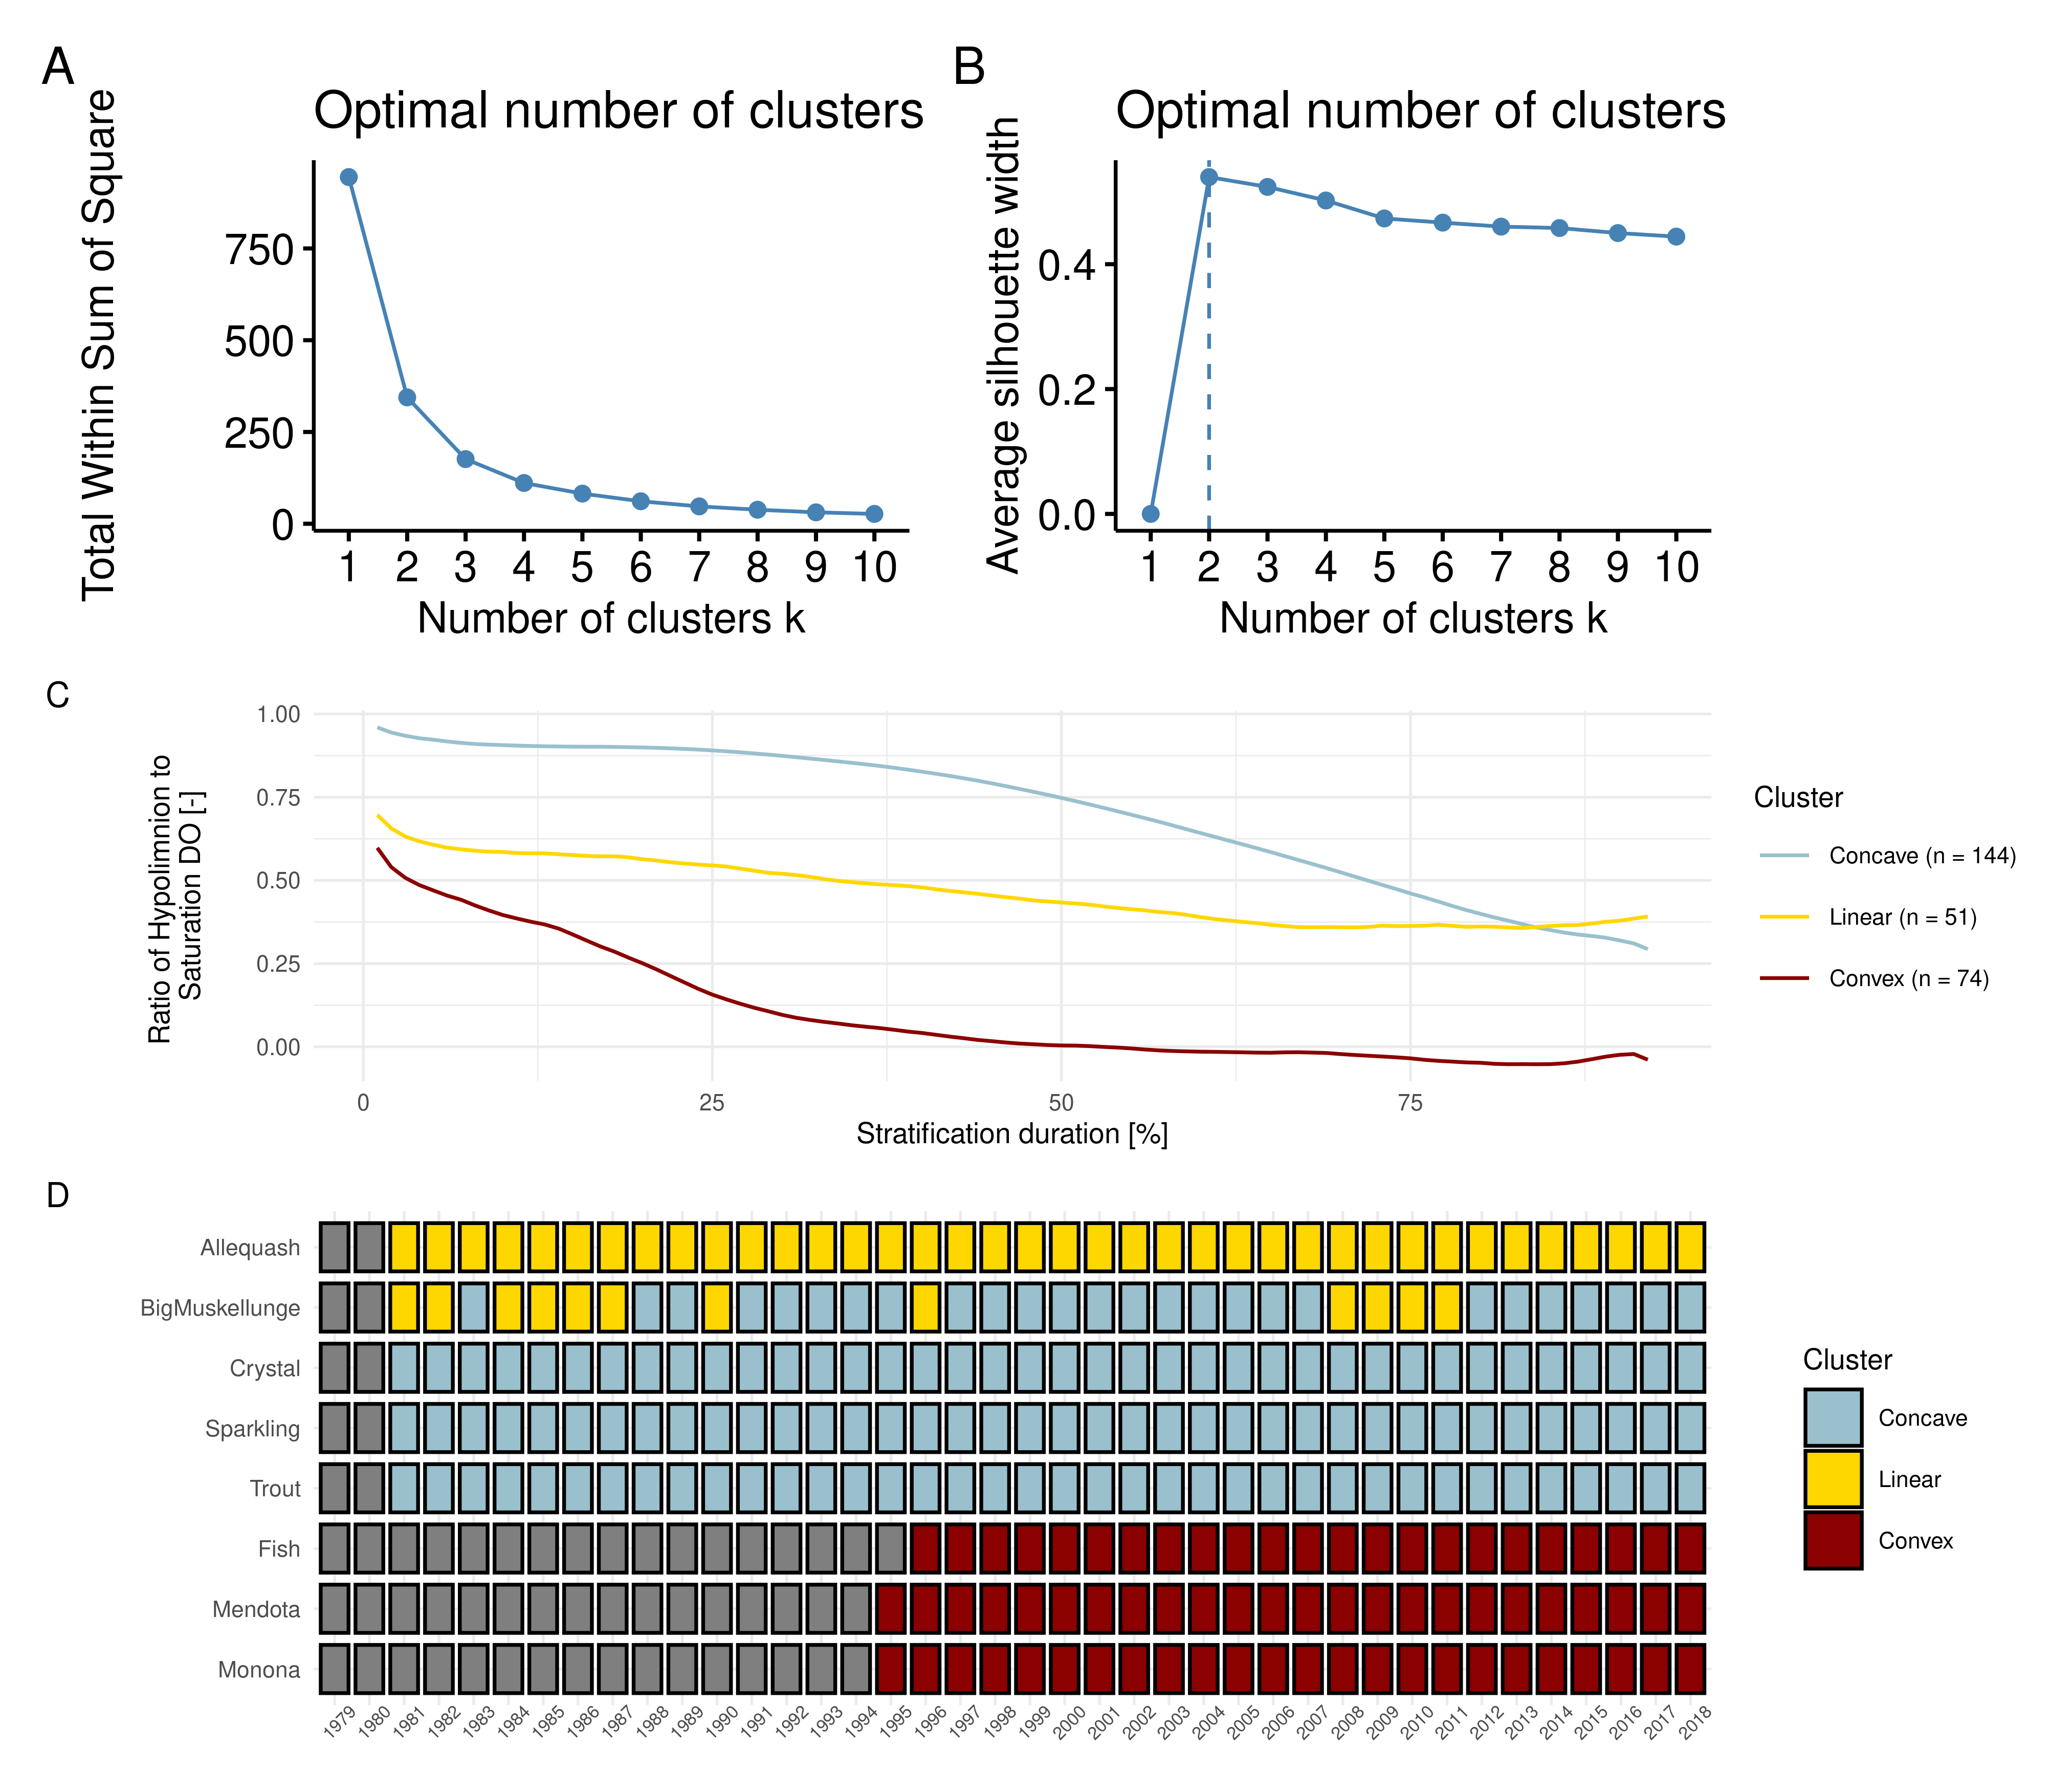 A
Optimal number of clusters
Total Within Sum of Square
750
500
250
0
1 2 3 4 5 6 7 8 9 10
Number of clusters k
B
Optimal number of clusters
Average silhouette width
0.4
0.2
0.0
1 2 3 4 5 6 7 8 9 10
Number of clusters k
C
Ratio of Hypolimnion to
Saturation DO [-]
1.00
0.75
0.50
0.25
0.00
0 25 50 75
Stratification duration [%]
Cluster
Concave (n = 144)
Linear (n = 51)
Convex (n = 74)
D
Allequash
BigMuskellunge
Crystal
Sparkling
Trout
Fish
Mendota
Monona
1979 1980 1981 1982 1983 1984 1985 1986 1987 1988 1989 1990 1991 1992 1993 1994 1995 1996 1997 1998 1999 2000 2001 2002 2003 2004 2005 2006 2007 2008 2009 2010 2011 2012 2013 2014 2015 2016 2017 2018
Cluster
Concave
Linear
Convex